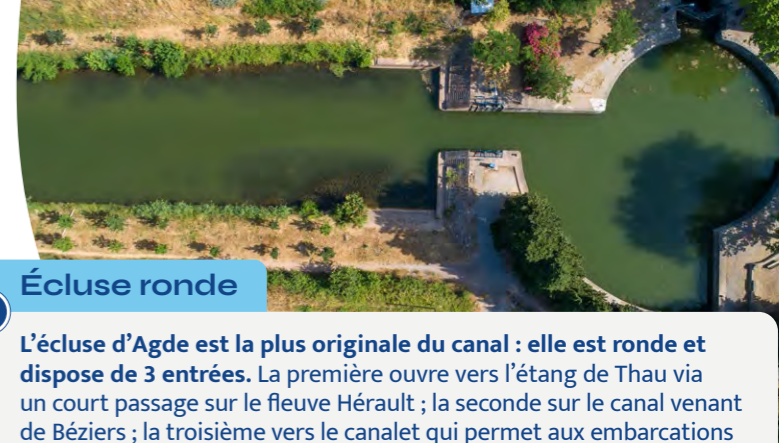 Écluse ronde
L’écluse d’Agde est la plus originale du canal : elle est ronde et
dispose de 3 entrées. La première ouvre vers l’étang de Thau via
un court passage sur le fleuve Hérault ; la seconde sur le canal venant
de Béziers ; la troisième vers le canalet qui permet aux embarcations